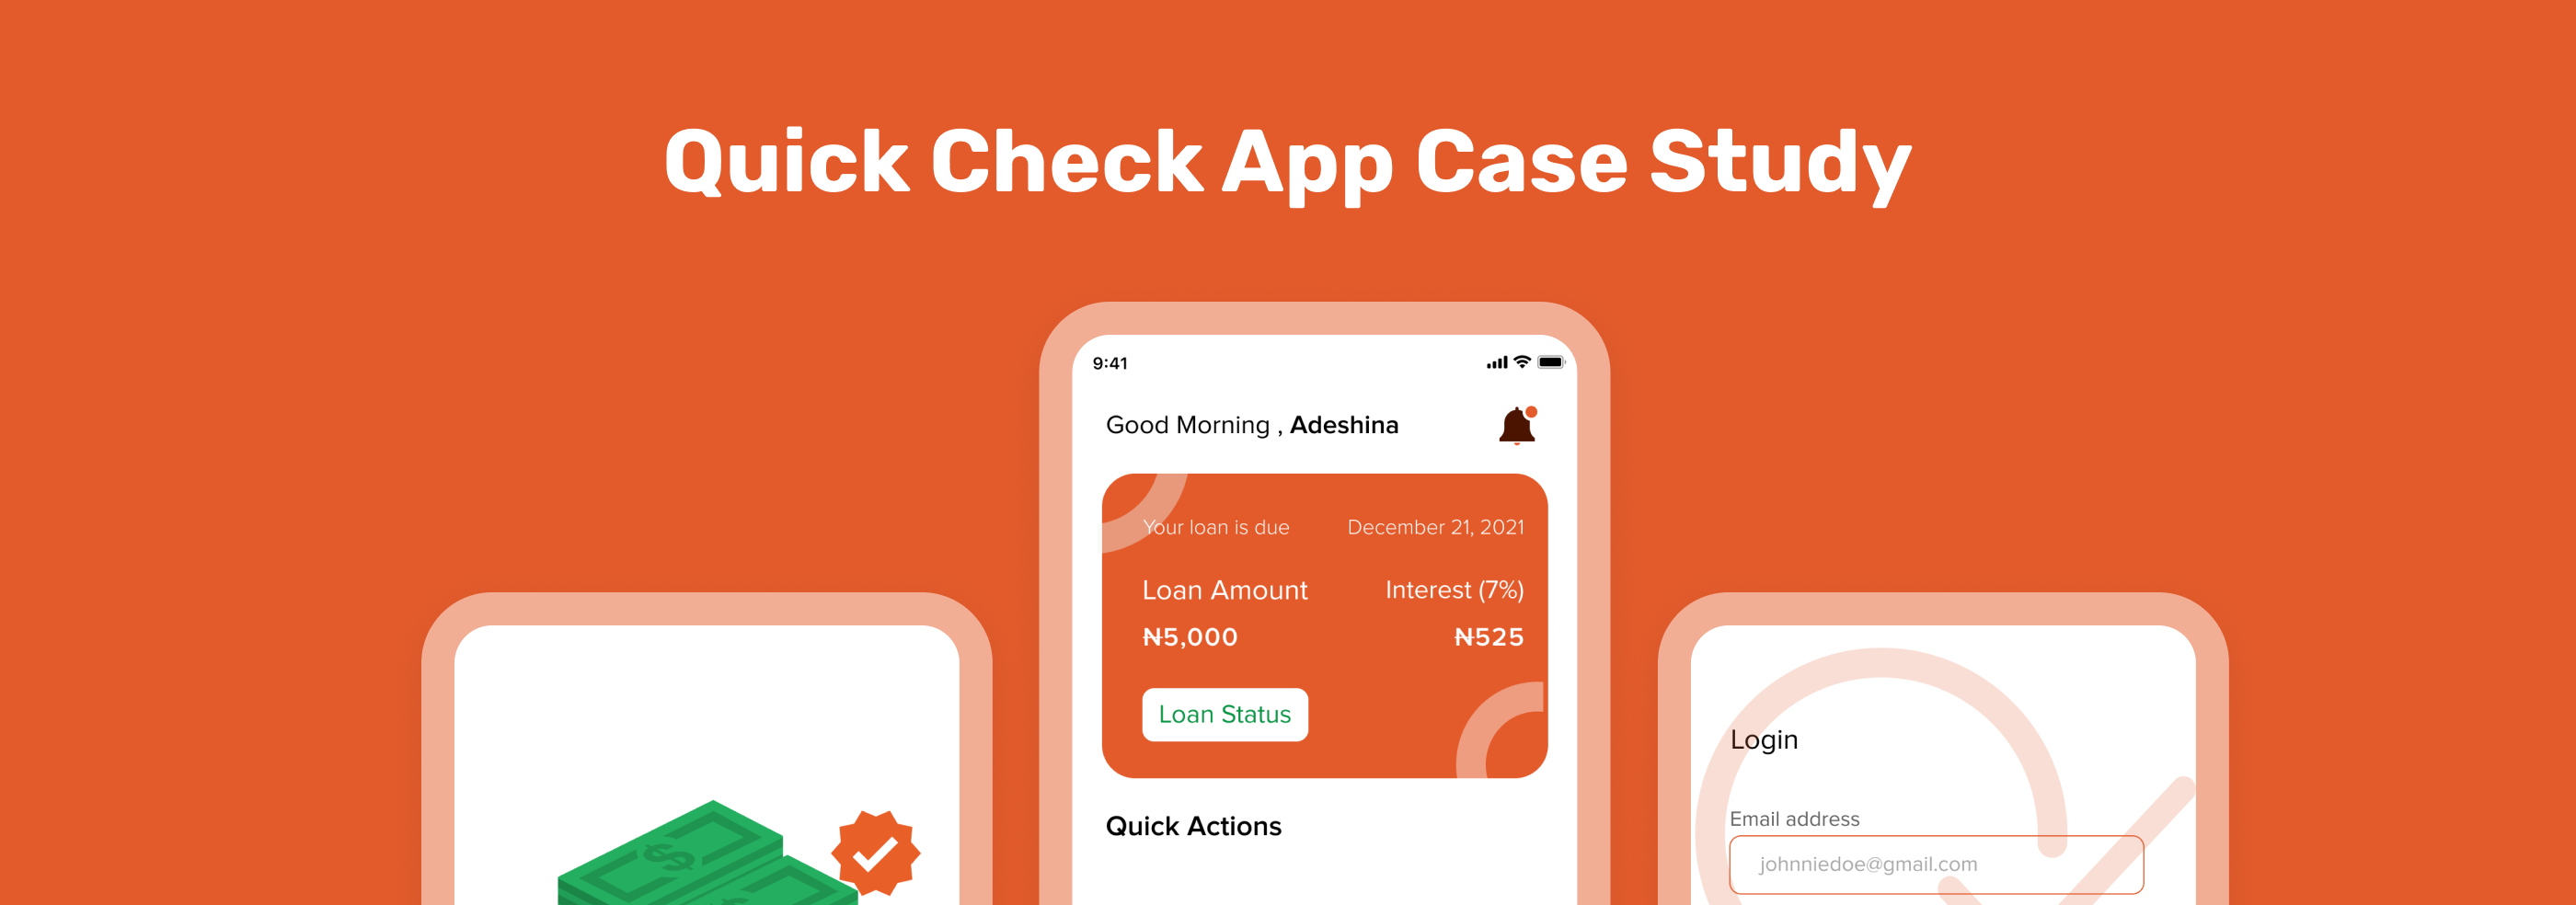 Quick Check App Case Study
9:41
Good Morning , Adeshina
Your loan is due December 21, 2021
Loan Amount Interest (7%)
₦5,000 ₦525
Loan Status
Quick Actions
$
$
Login
Email address
johnniedoe@gmail.com